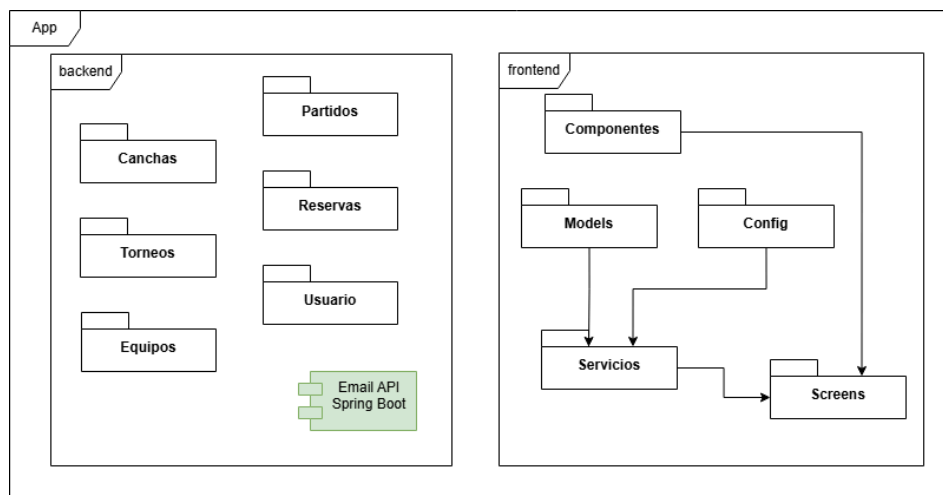 App
backend
Partidos
Canchas
Reservas
Torneos
Usuario
Equipos
Email API
Spring Boot
frontend
Componentes
Models
Config
Servicios
Screens